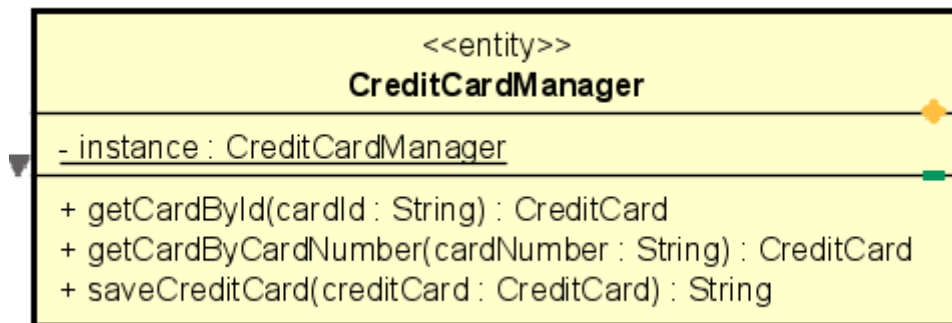 <<entity>>
CreditCardManager
- instance : CreditCardManager
+ getCardById(cardId : String) : CreditCard
+ getCardByCardNumber(cardNumber : String) : CreditCard
+ saveCreditCard(creditCard : CreditCard) : String